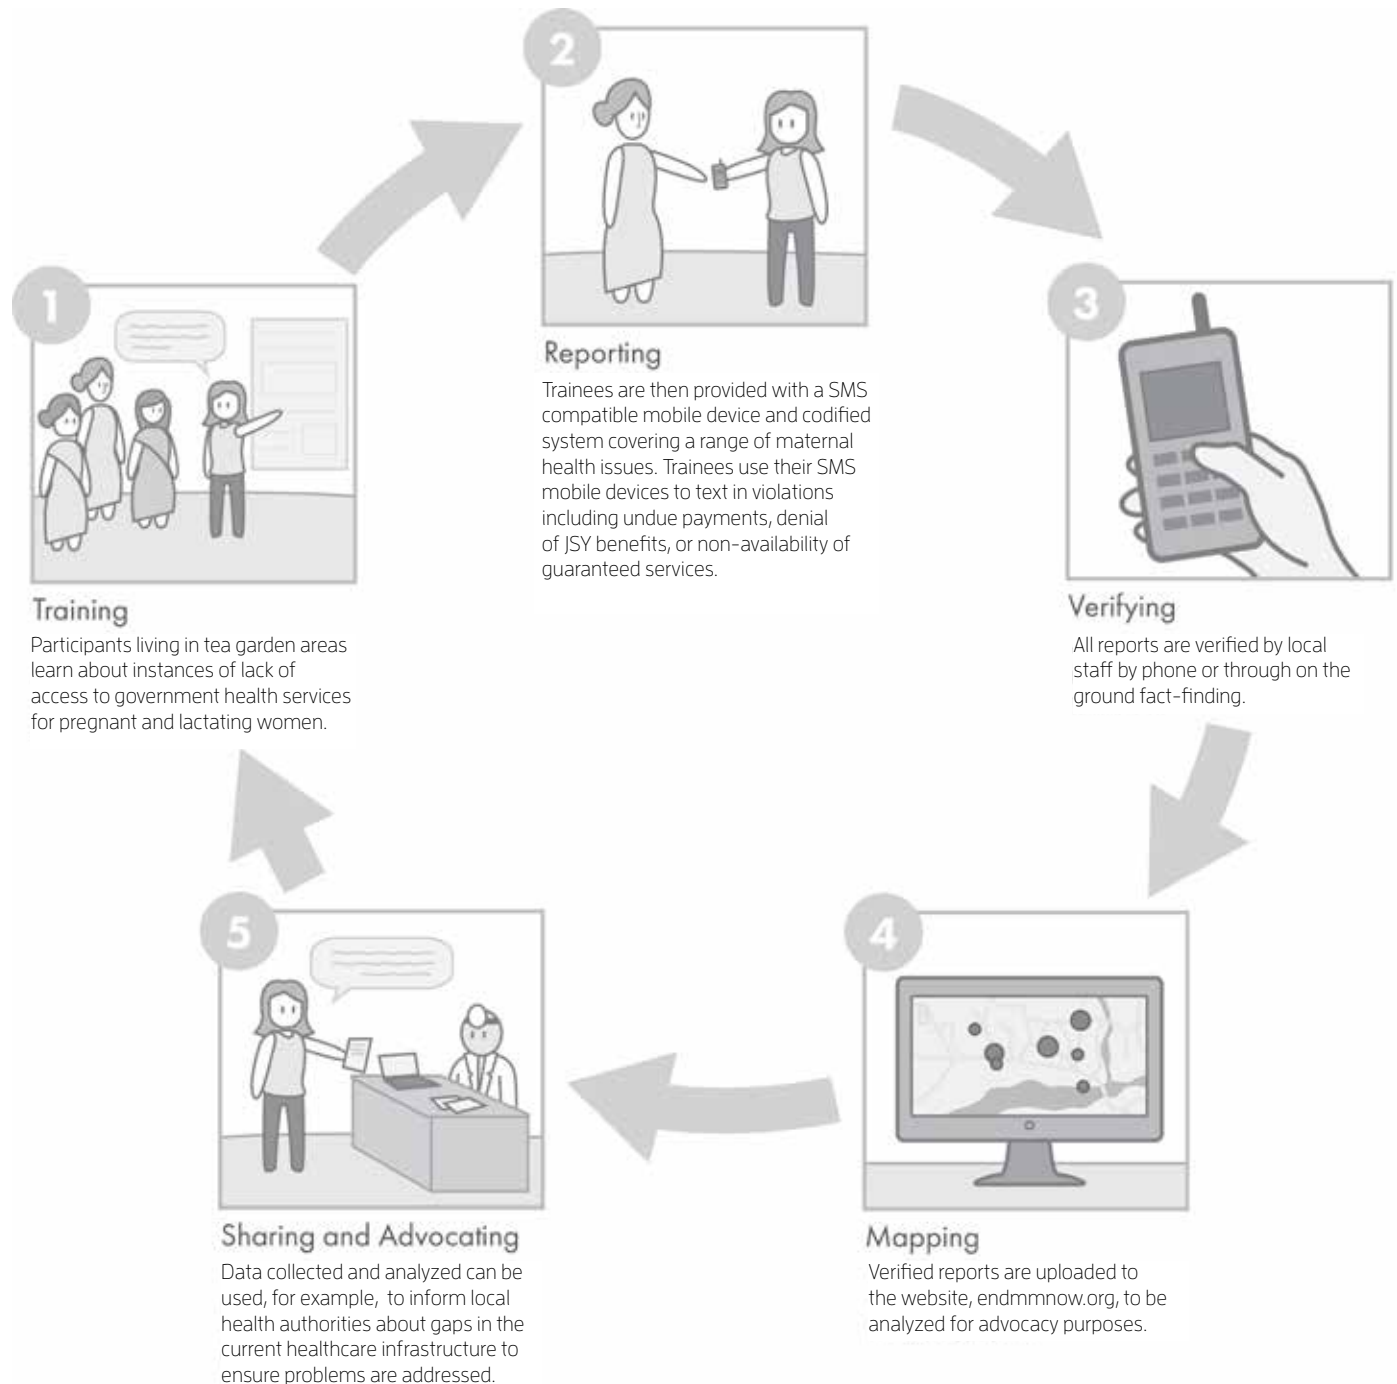 1
Training
Participants living in tea garden areas
learn about instances of lack of
access to government health services
for pregnant and lactating women.
2
Reporting
Trainees are then provided with a SMS
compatible mobile device and codified
system covering a range of maternal
health issues. Trainees use their SMS
mobile devices to text in violations
including undue payments, denial
of JSY benefits, or non-availability of
guaranteed services.
3
Verifying
All reports are verified by local
staff by phone or through on the
ground fact-finding.
4
Mapping
Verified reports are uploaded to
the website, endmmnow.org, to be
analyzed for advocacy purposes.
5
Sharing and Advocating
Data collected and analyzed can be
used, for example, to inform local
health authorities about gaps in the
current healthcare infrastructure to
ensure problems are addressed.